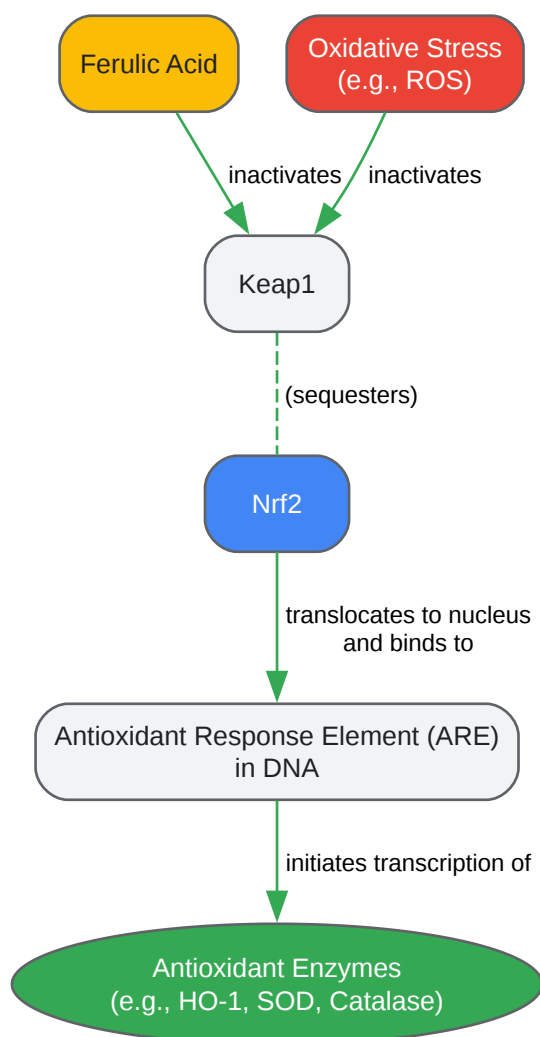 Ferulic Acid
Oxidative Stress
(e.g., ROS)
inactivates
inactivates
Keap1
(sequesters)
Nrf2
translocates to nucleus
and binds to
Antioxidant Response Element (ARE)
in DNA
initiates transcription of
Antioxidant Enzymes
(e.g., HO-1, SOD, Catalase)